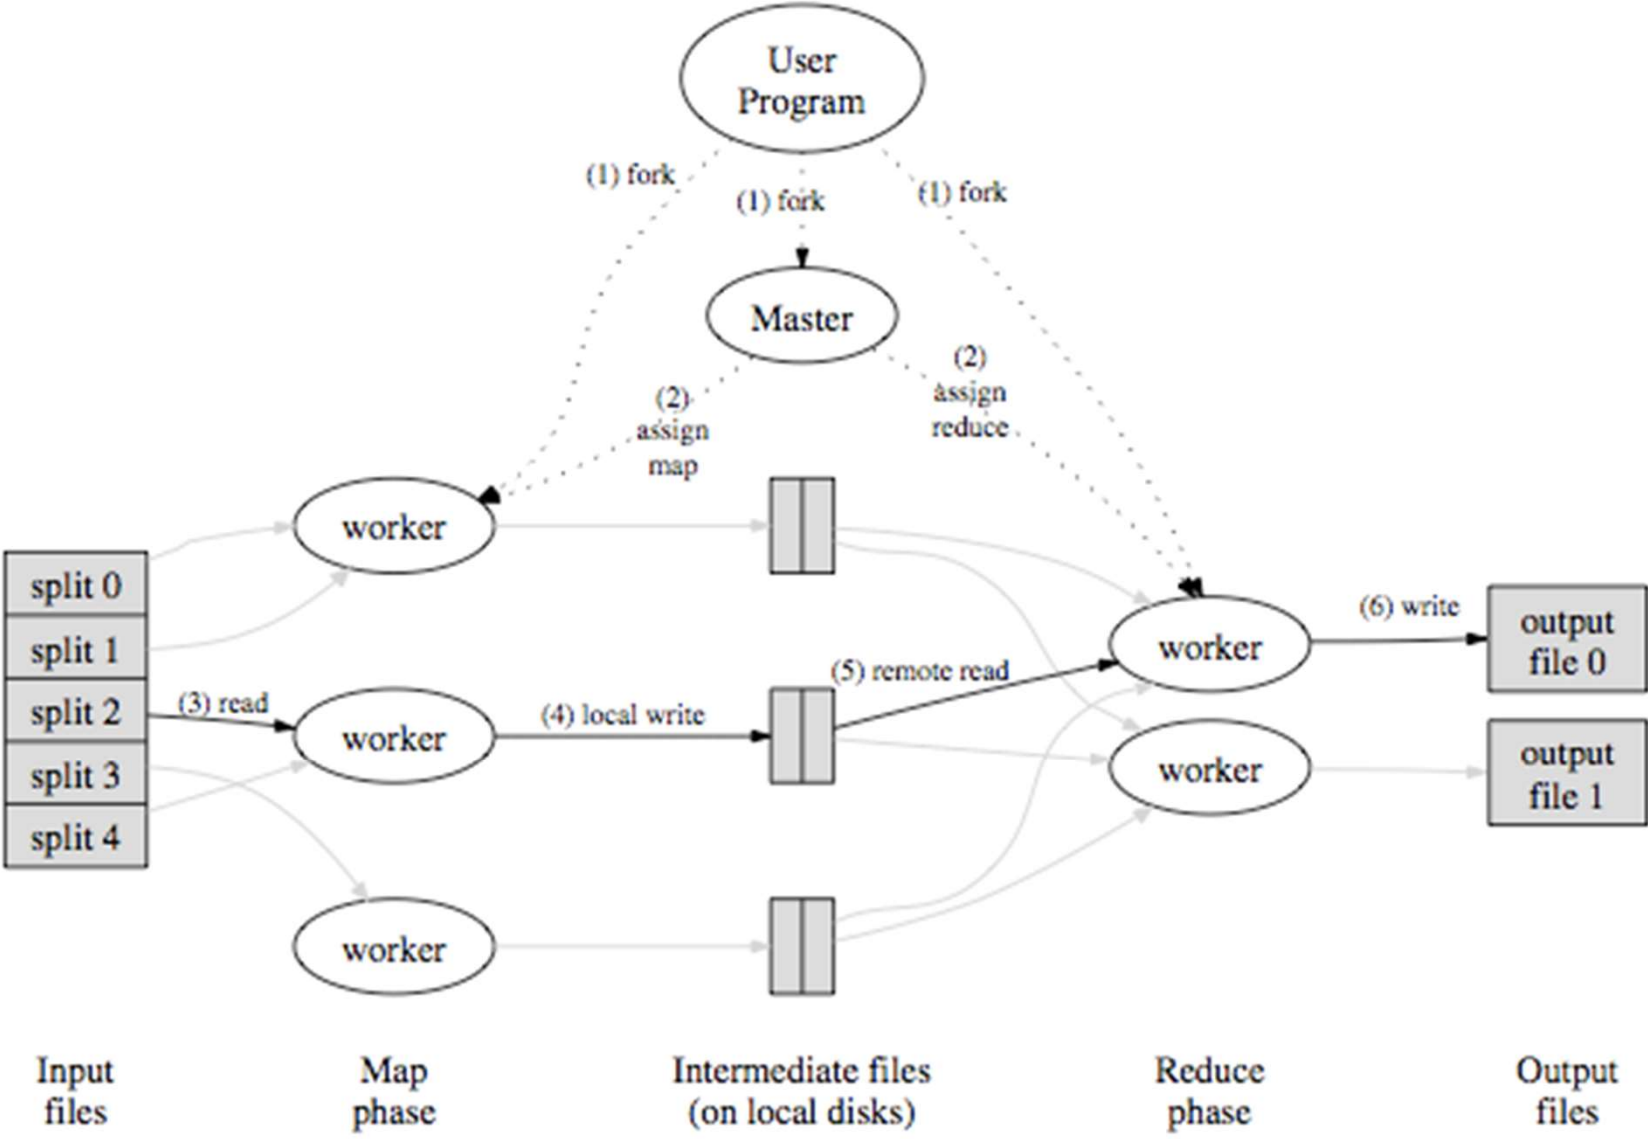 User
Program
(1) fork
(1) fork
(1) fork
Master
(2)
assign
map
(2)
assign
reduce
worker
split 0
split 1
split 2
split 3
split 4
(3) read
worker
(4) local write
(5) remote read
worker
worker
worker
(6) write
output
file 0
output
file 1
Input
files
Map
phase
Intermediate files
(on local disks)
Reduce
phase
Output
files